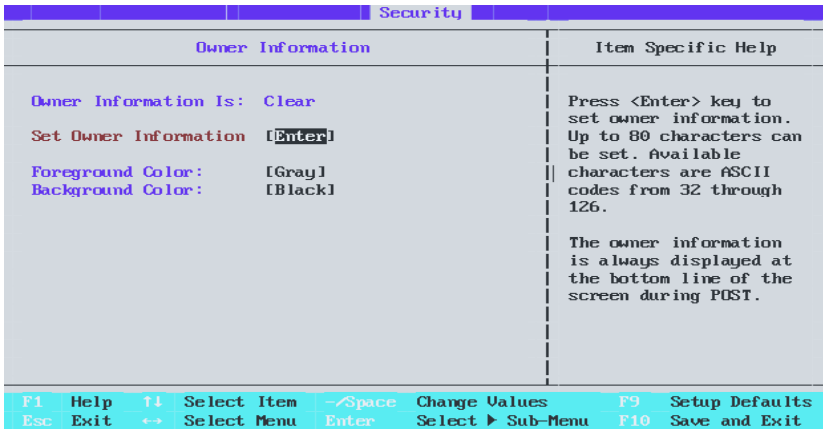 Security
Owner Information
Item Specific Help
Owner Information Is: Clear
Set Owner Information [Enter]
Foreground Color: [Gray]
Background Color: [Black]
Press <Enter> key to
set owner information.
Up to 80 characters can
be set. Available
characters are ASCII
codes from 32 through
126.
The owner information
is always displayed at
the bottom line of the
screen during POST.
F1 Help ↑↓ Select Item -/Space Change Values F9 Setup Defaults
Esc Exit ↔ Select Menu Enter Select ▶ Sub-Menu F10 Save and Exit